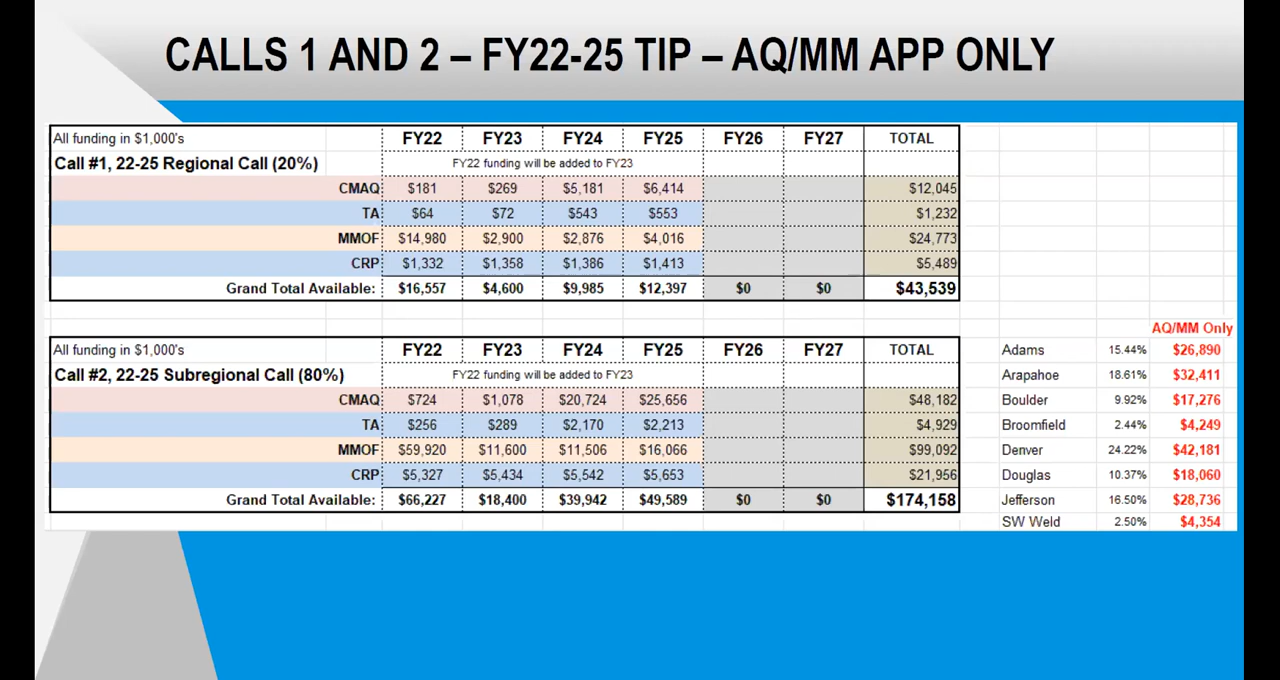 CALLS 1 AND 2 – FY22-25 TIP – AQ/MM APP ONLY
All funding in $1,000's FY22 FY23 FY24 FY25 FY26 FY27 TOTAL
Call #1, 22-25 Regional Call (20%) FY22 funding will be added to FY23
CMAQ $181 $269 $5,181 $6,414 $12,045
TA $64 $72 $543 $553 $1,232
MMOF $14,980 $2,900 $2,876 $4,016 $24,773
CRP $1,332 $1,358 $1,386 $1,413 $5,489
Grand Total Available: $16,557 $4,600 $9,985 $12,397 $0 $0 $43,539
AQ/MM Only
All funding in $1,000's FY22 FY23 FY24 FY25 FY26 FY27 TOTAL Adams 15.44% $26,890
Call #2, 22-25 Subregional Call (80%) FY22 funding will be added to FY23 Arapahoe 18.61% $32,411
CMAQ $724 $1,078 $20,724 $25,656 $48,182 Boulder 9.92% $17,276
TA $256 $289 $2,170 $2,213 $4,929 Broomfield 2.44% $4,249
MMOF $59,920 $11,600 $11,506 $16,066 $99,092 Denver 24.22% $42,181
CRP $5,327 $5,434 $5,542 $5,653 $21,956 Douglas 10.37% $18,060
Grand Total Available: $66,227 $18,400 $39,942 $49,589 $0 $0 $174,158 Jefferson 16.50% $28,736
SW Weld 2.50% $4,354